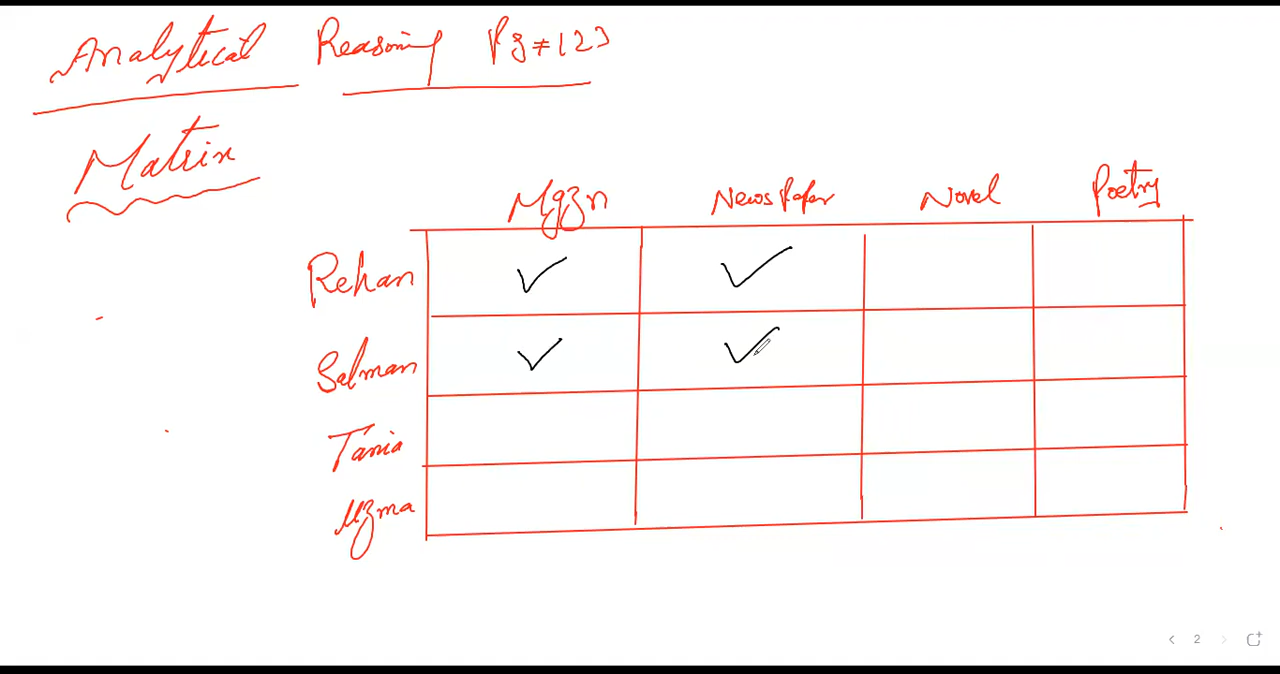 Analytical Reasoning Pg # 123
Matrix
Mgzn Newspaper Novel Poetry
Rehan ✓ ✓
Salman ✓ ✓
Tania
Uzma
2